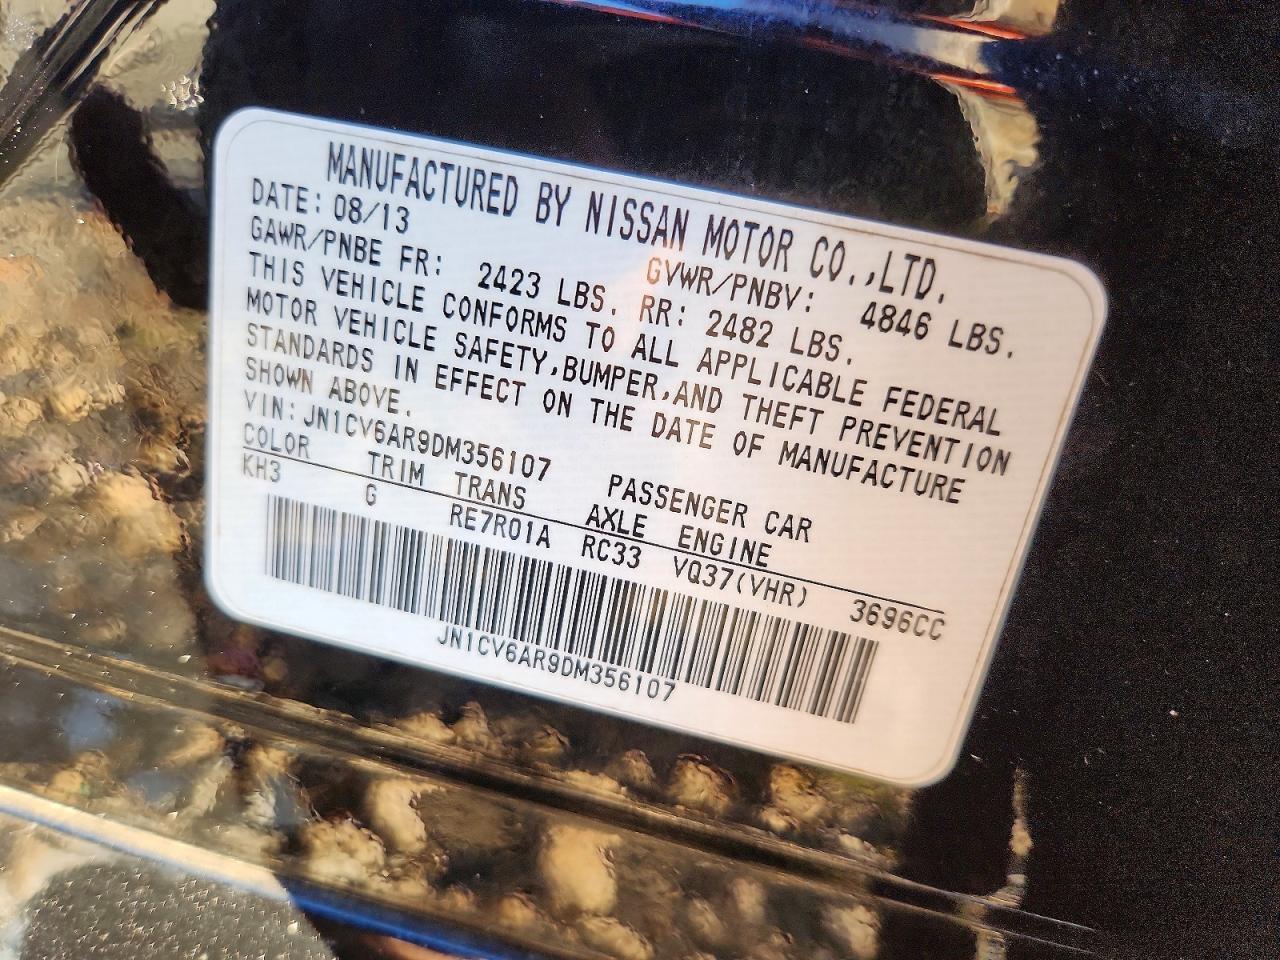 MANUFACTURED BY NISSAN MOTOR CO.,LTD.
DATE: 08/13 GVWR/PNBV: 4846 LBS.
GAWR/PNBE FR: 2423 LBS. RR: 2482 LBS.
THIS VEHICLE CONFORMS TO ALL APPLICABLE FEDERAL
MOTOR VEHICLE SAFETY,BUMPER,AND THEFT PREVENTION
STANDARDS IN EFFECT ON THE DATE OF MANUFACTURE
SHOWN ABOVE.
VIN: JN1CV6AR9DM356107 PASSENGER CAR
COLOR TRIM TRANS AXLE ENGINE
KH3 G RE7R01A RC33 VQ37(VHR) 3696CC
JN1CV6AR9DM356107